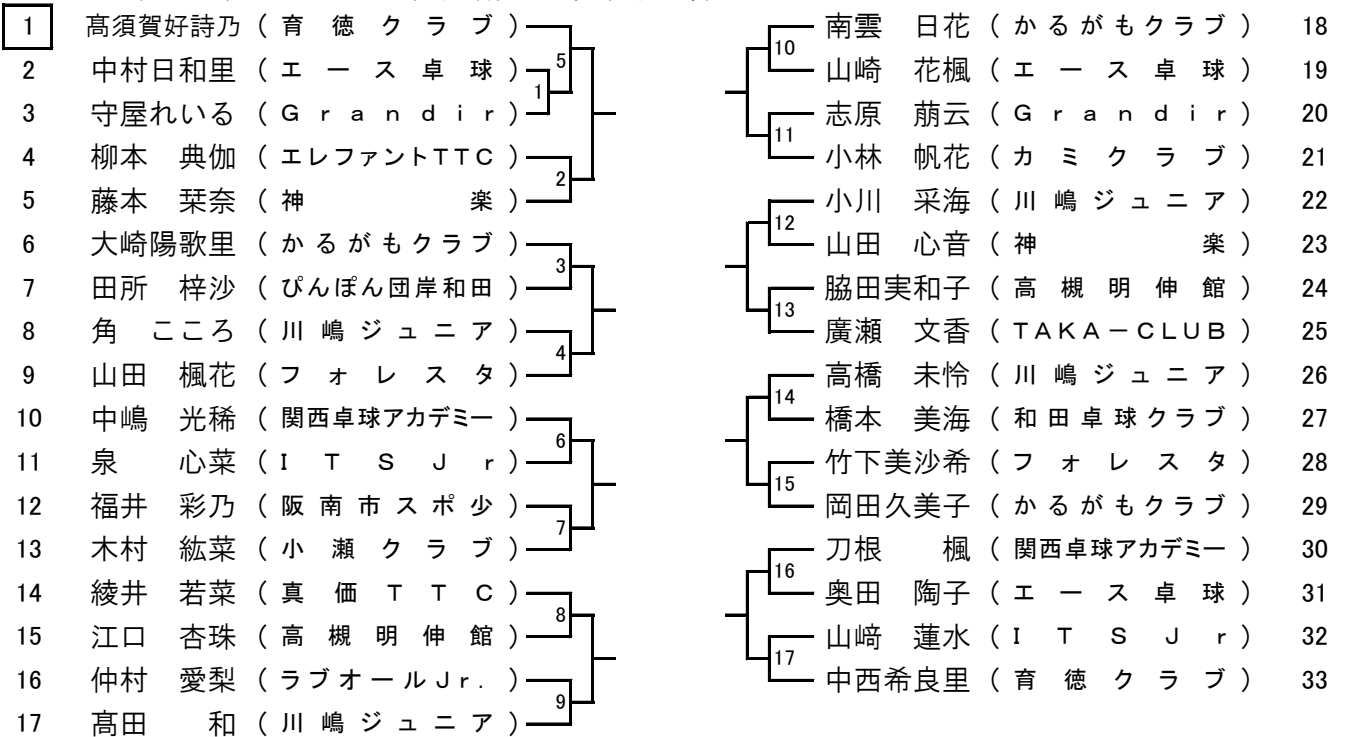 1 髙須賀好詩乃 （ 育 徳 ク ラ ブ ）
2 中村日和里 （ エ ー ス 卓 球 ）
3 守屋れいる （ Ｇ ｒ ａ ｎ ｄ ｉ ｒ ）
4 柳本 典伽 （ エレファントＴＴＣ ）
5 藤本 栞奈 （ 神 楽 ）
6 大崎陽歌里 （ かるがもクラブ ）
7 田所 梓沙 （ ぴんぽん団岸和田 ）
8 角 こころ （ 川 嶋 ジ ュ ニ ア ）
9 山田 楓花 （ フ ォ レ ス タ ）
10 中嶋 光稀 （ 関西卓球アカデミー ）
11 泉 心菜 （ Ｉ Ｔ Ｓ Ｊ ｒ ）
12 福井 彩乃 （ 阪 南 市 ス ポ 少 ）
13 木村 紘菜 （ 小 瀬 ク ラ ブ ）
14 綾井 若菜 （ 真 価 Ｔ Ｔ Ｃ ）
15 江口 杏珠 （ 高 槻 明 伸 館 ）
16 仲村 愛梨 （ ラブオールＪｒ． ）
17 髙田 和 （ 川 嶋 ジ ュ ニ ア ）
5
1
2
3
4
6
7
8
9
南雲 日花 （ かるがもクラブ ） 18
山崎 花楓 （ エ ー ス 卓 球 ） 19
志原 萠云 （ Ｇ ｒ ａ ｎ ｄ ｉ ｒ ） 20
小林 帆花 （ カ ミ ク ラ ブ ） 21
小川 采海 （ 川 嶋 ジ ュ ニ ア ） 22
山田 心音 （ 神 楽 ） 23
脇田実和子 （ 高 槻 明 伸 館 ） 24
廣瀬 文香 （ ＴＡＫＡ－ＣＬＵＢ ） 25
高橋 未怜 （ 川 嶋 ジ ュ ニ ア ） 26
橋本 美海 （ 和田卓球クラブ ） 27
竹下美沙希 （ フ ォ レ ス タ ） 28
岡田久美子 （ かるがもクラブ ） 29
刀根 楓 （ 関西卓球アカデミー ） 30
奥田 陶子 （ エ ー ス 卓 球 ） 31
山﨑 蓮水 （ Ｉ Ｔ Ｓ Ｊ ｒ ） 32
中西希良里 （ 育 徳 ク ラ ブ ） 33
10
11
12
13
14
15
16
17